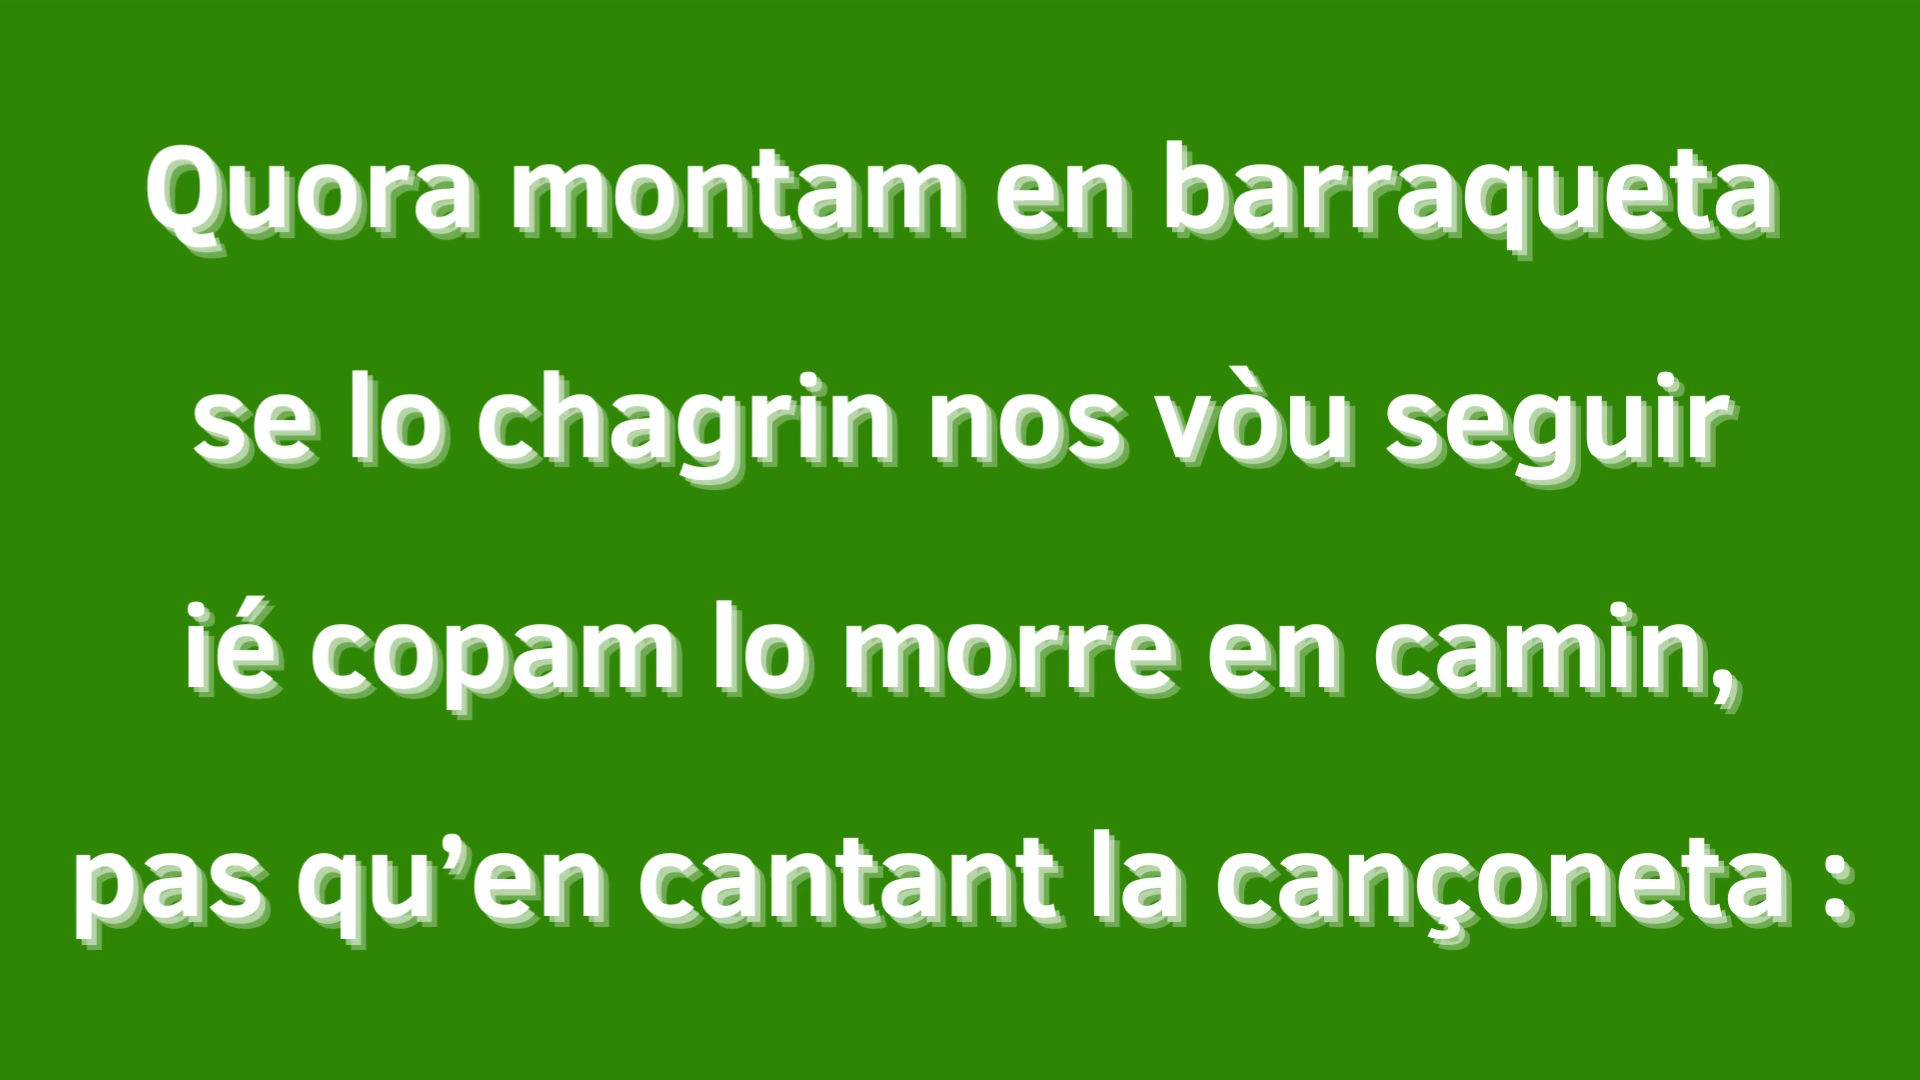 Quora montam en barraqueta
se lo chagrin nos vòu seguir
ié copam lo morre en camin,
pas qu’en cantant la cançoneta :